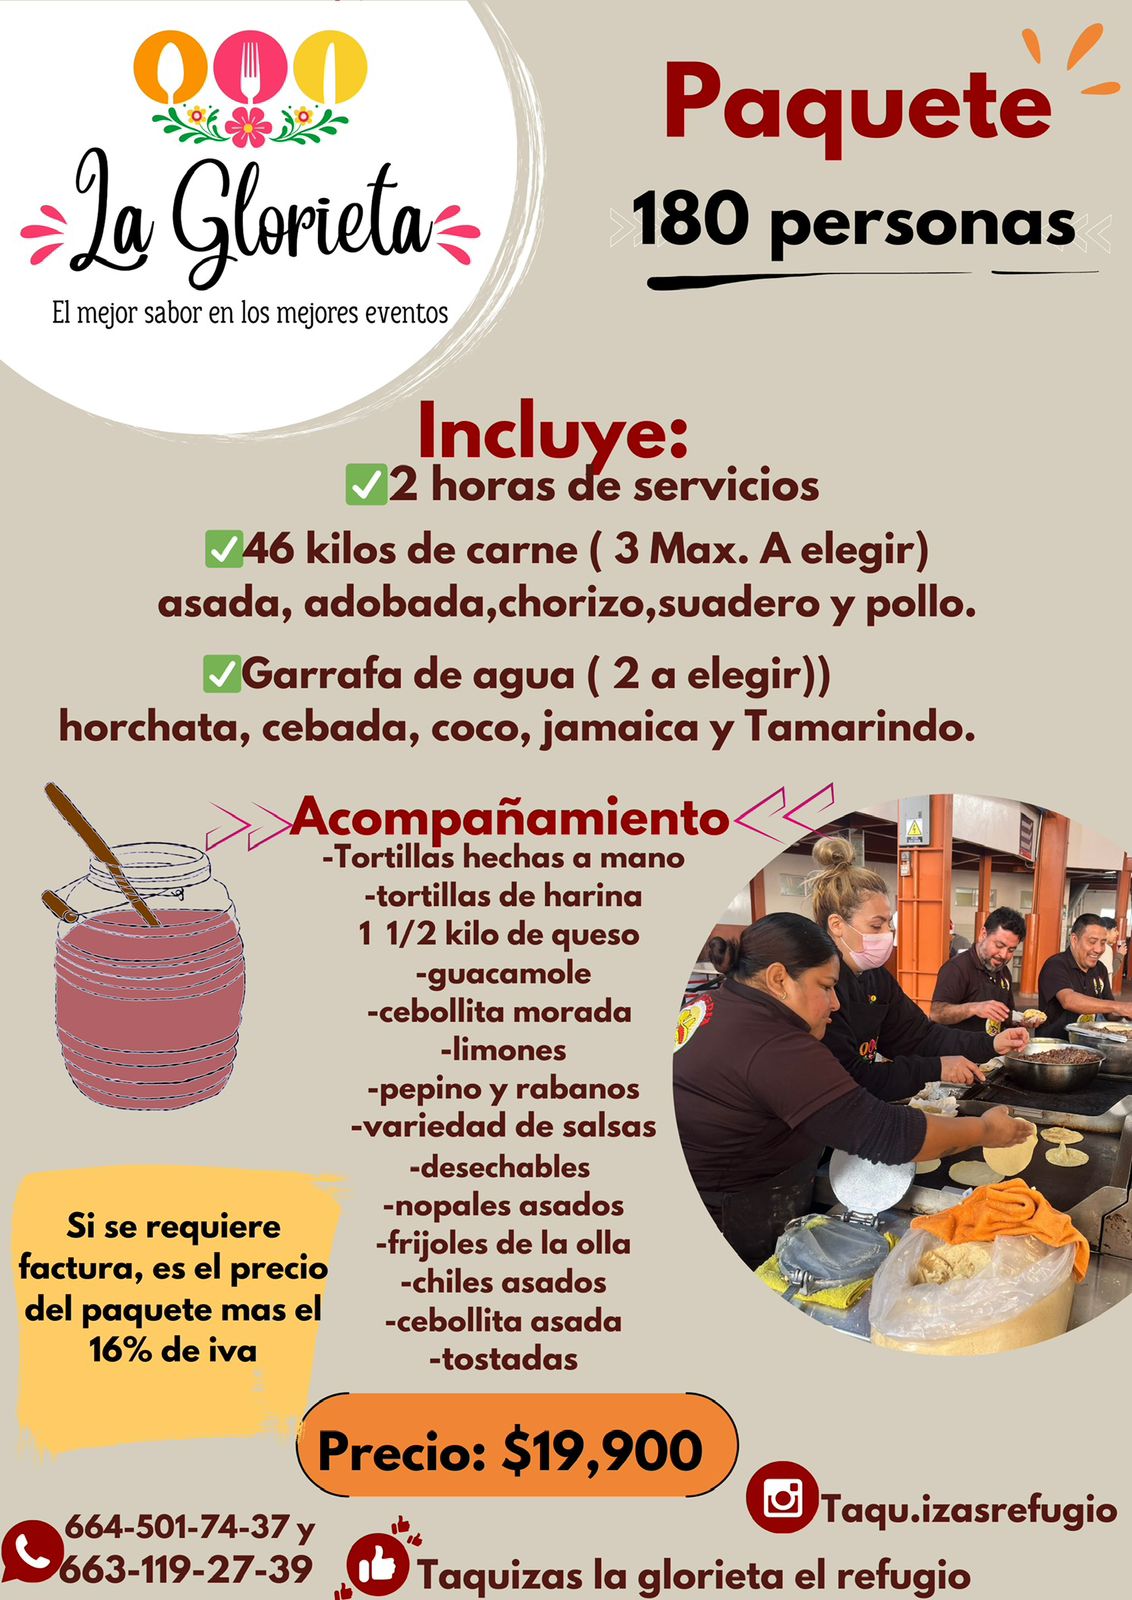 La Glorieta
El mejor sabor en los mejores eventos
Paquete
180 personas
Incluye:
✅2 horas de servicios
✅46 kilos de carne ( 3 Max. A elegir)
asada, adobada,chorizo,suadero y pollo.
✅Garrafa de agua ( 2 a elegir))
horchata, cebada, coco, jamaica y Tamarindo.
Acompañamiento
-Tortillas hechas a mano
-tortillas de harina
1 1/2 kilo de queso
-guacamole
-cebollita morada
-limones
-pepino y rabanos
-variedad de salsas
-desechables
-nopales asados
-frijoles de la olla
-chiles asados
-cebollita asada
-tostadas
Si se requiere
factura, es el precio
del paquete mas el
16% de iva
Precio: $19,900
664-501-74-37 y
663-119-27-39
Taqu.izasrefugio
Taquizas la glorieta el refugio